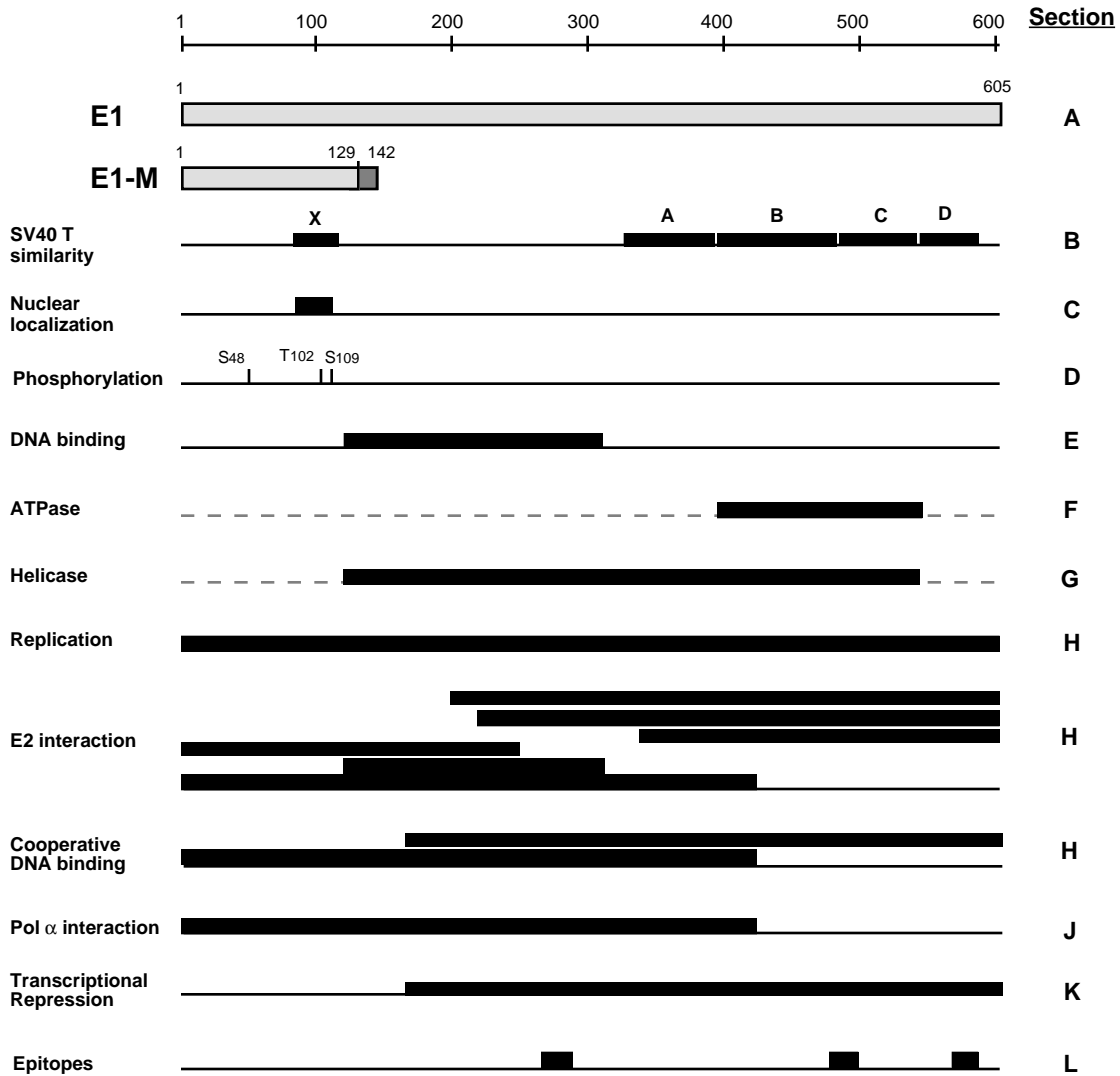 1 100 200 300 400 500 600 Section
1 605
E1 A
1 129 142
E1-M
X A B C D
SV40 T
similarity
B
Nuclear
localization
C
S48 T102 S109
Phosphorylation D
DNA binding E
ATPase F
Helicase G
Replication H
E2 interaction H
Cooperative
DNA binding
H
Pol α interaction J
Transcriptional
Repression
K
Epitopes L